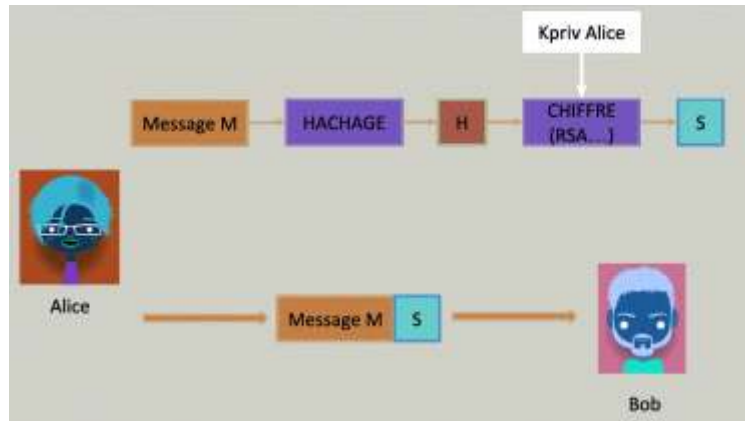 Kpriv Alice
Message M
HACHAGE
H
CHIFFRE
(RSA...)
S
Alice
Message M
S
Bob